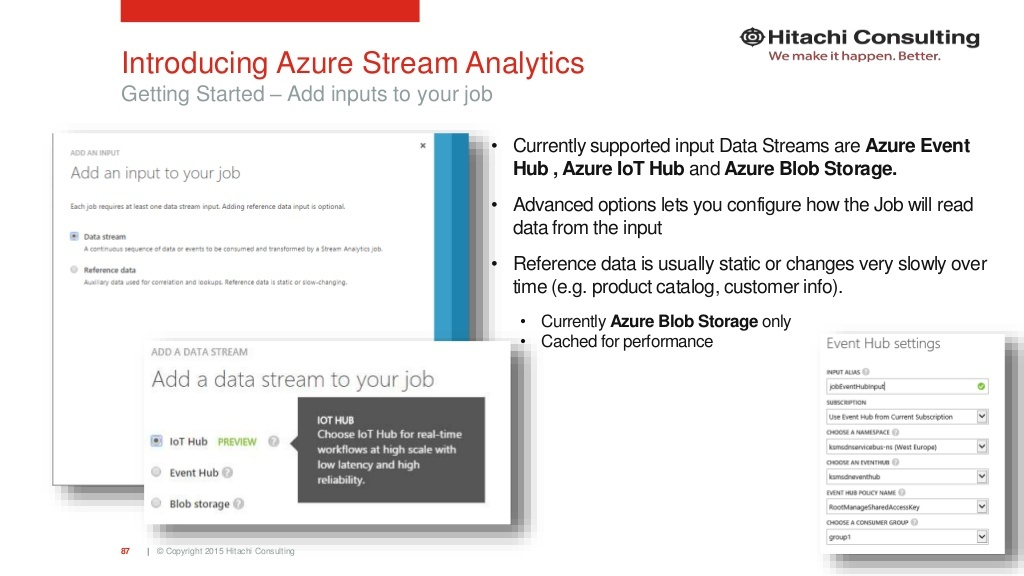 Hitachi Consulting
We make it happen. Better.
Introducing Azure Stream Analytics
Getting Started – Add inputs to your job
ADD AN INPUT
Add an input to your job
Each job requires at least one data stream input. Adding reference data input is optional.
Data stream
A continuous sequence of data or events to be consumed and transformed by a Stream Analytics job.
Reference data
Auxiliary data used for correlation and lookups. Reference data is static or slow-changing.
ADD A DATA STREAM
Add a data stream to your job
IoT Hub PREVIEW ?
Event Hub ?
Blob storage ?
IOT HUB
Choose IoT Hub for real-time
workflows at high scale with
low latency and high
reliability.
• Currently supported input Data Streams are Azure Event
Hub , Azure IoT Hub and Azure Blob Storage.
• Advanced options lets you configure how the Job will read
data from the input
• Reference data is usually static or changes very slowly over
time (e.g. product catalog, customer info).
• Currently Azure Blob Storage only
• Cached for performance
Event Hub settings
INPUT ALIAS ?
jobEventHubInput
SUBSCRIPTION
Use Event Hub from Current Subscription
CHOOSE A NAMESPACE ?
ksmsdnservicebus-ns (West Europe)
CHOOSE AN EVENTHUB ?
ksmsdneventhub
EVENT HUB POLICY NAME ?
RootManageSharedAccessKey
CHOOSE A CONSUMER GROUP ?
group1
87 | © Copyright 2015 Hitachi Consulting